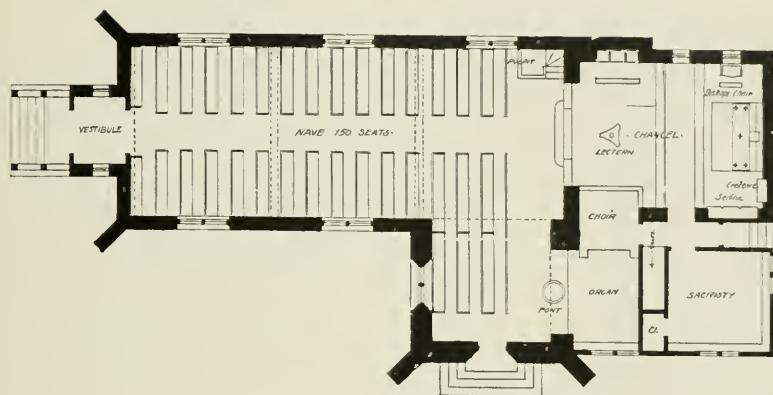 PULPIT
Bishops Chair
VESTIBULE
NAVE 150 SEATS.
LECTERN
· CHANCEL ·
Credence
Sedilia
CHOIR
ORGAN
FONT
SACRISTY
Cl.